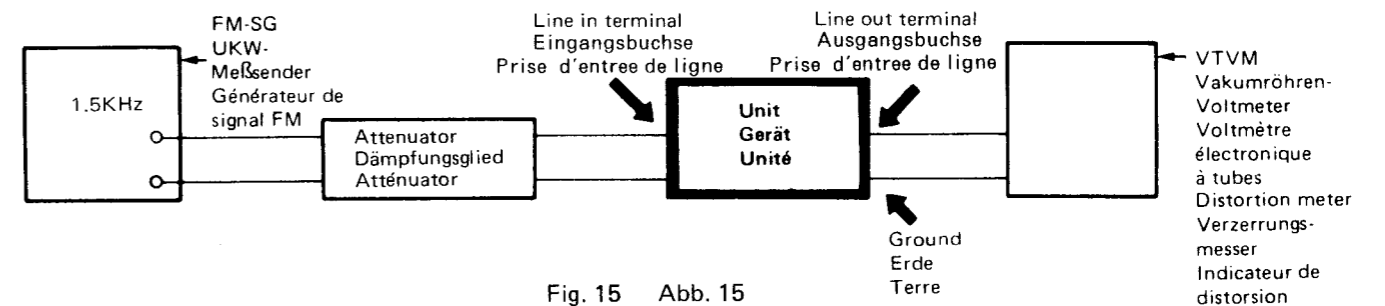 FM-SG
UKW-
Meßsender
Générateur de
signal FM
1.5KHz
Attenuator
Dämpfungsglied
Atténuator
Line in terminal
Eingangsbuchse
Prise d'entree de ligne
Unit
Gerät
Unité
Line out terminal
Ausgangsbuchse
Prise d'entree de ligne
Ground
Erde
Terre
VTVM
Vakumröhren-
Voltmeter
Voltmètre
électronique
à tubes
Distortion meter
Verzerrungs-
messer
Indicateur de
distorsion
Fig. 15 Abb. 15